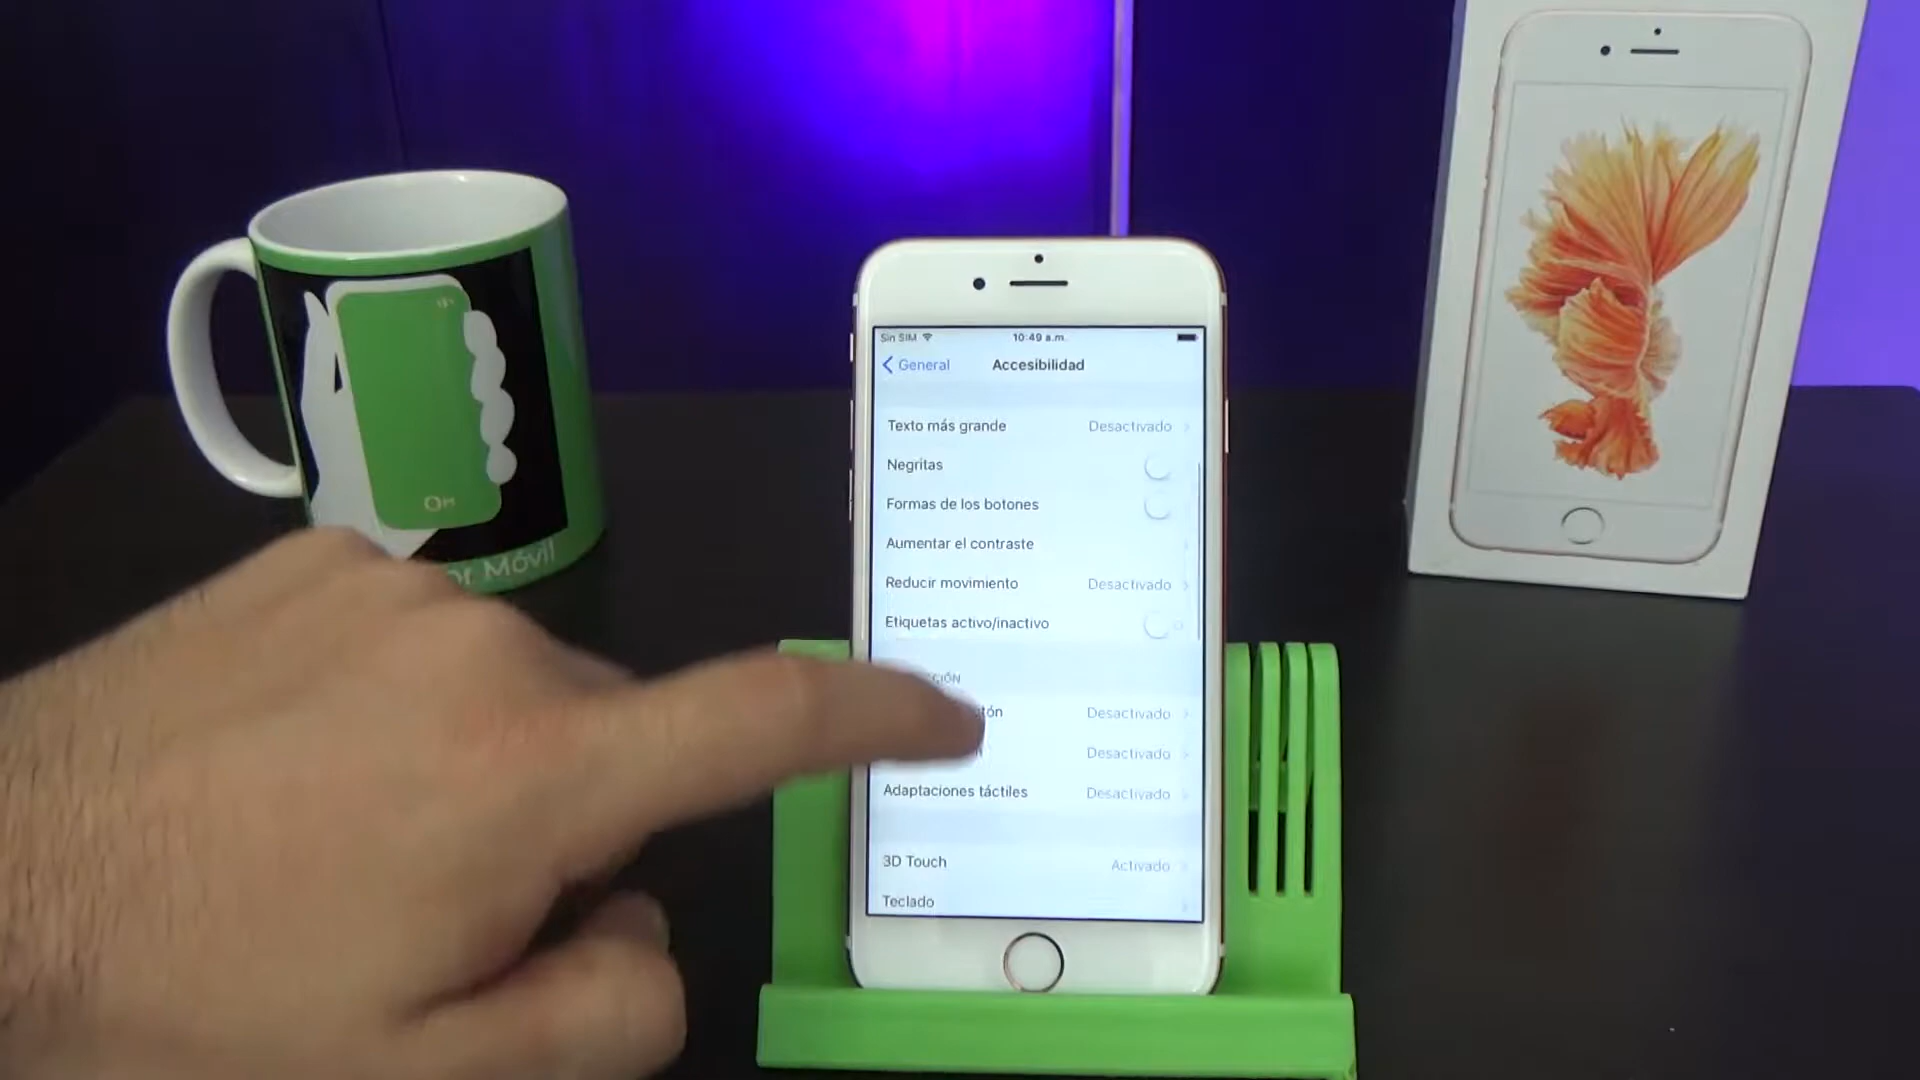 Sin SIM 10:49 a.m.
General Accesibilidad
Texto más grande Desactivado
Negritas
Formas de los botones
Aumentar el contraste
Reducir movimiento Desactivado
Etiquetas activo/inactivo
Desactivado
Desactivado
Adaptaciones táctiles Desactivado
3D Touch Activado
Teclado
Móvil